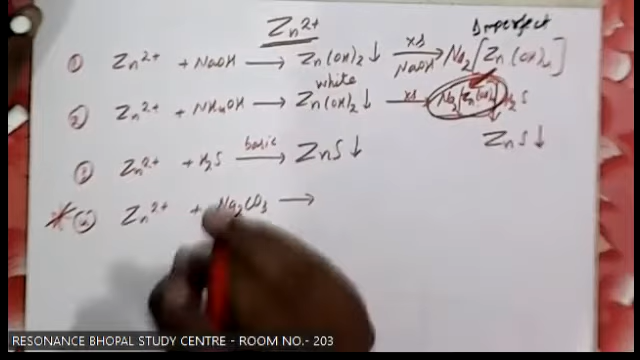 Zn²⁺
Imperfect
① Zn²⁺ + NaOH ⟶ Zn(OH)₂↓ xs NaOH ⟶ Na₂[Zn(OH)₄]
white
② Zn²⁺ + NH₄OH ⟶ Zn(OH)₂↓ xs ⟶ H₂S
③ Zn²⁺ + H₂S basic ⟶ ZnS↓
ZnS↓
④ Zn²⁺ + Na₂CO₃ ⟶
RESONANCE BHOPAL STUDY CENTRE - ROOM NO.- 203